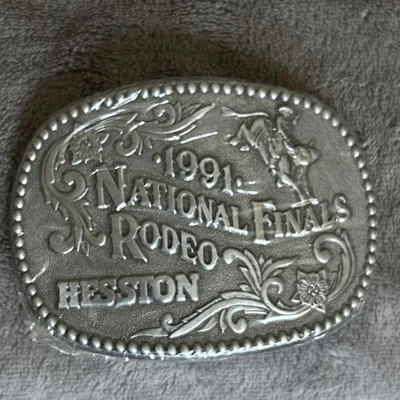 ·1991·
NATIONAL FINALS
RODEO
HESSTON